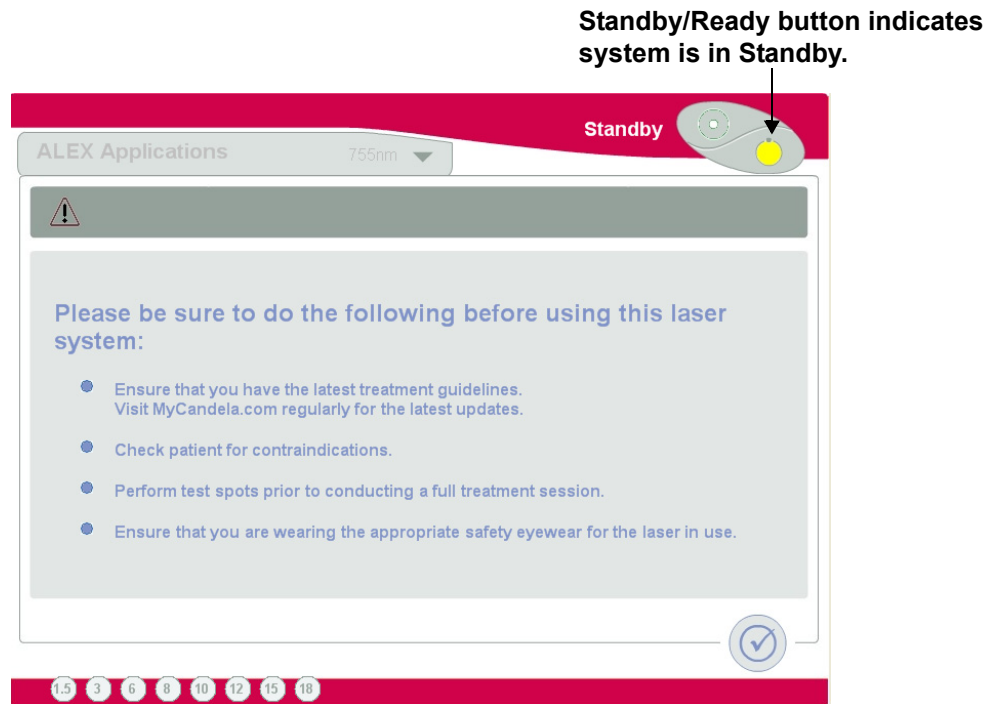 Standby/Ready button indicates
system is in Standby.
Standby
ALEX Applications
755nm
Please be sure to do the following before using this laser
system:
Ensure that you have the latest treatment guidelines.
Visit MyCandela.com regularly for the latest updates.
Check patient for contraindications.
Perform test spots prior to conducting a full treatment session.
Ensure that you are wearing the appropriate safety eyewear for the laser in use.
1.5 3 6 8 10 12 15 18